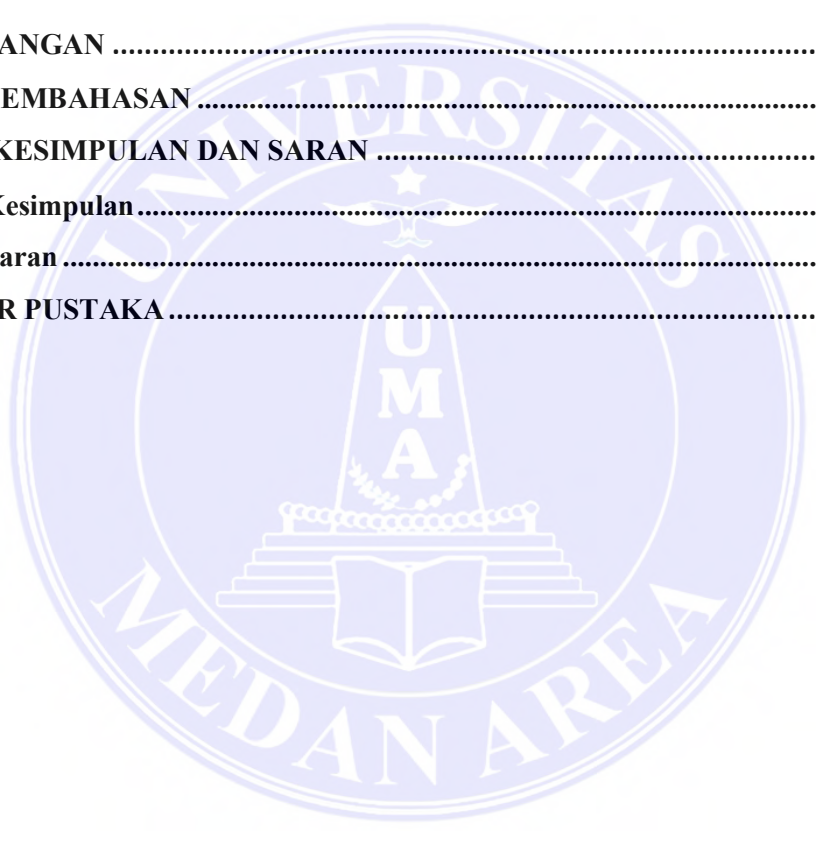 ANGAN ........................................................................................
EMBAHASAN ..............................................................................
KESIMPULAN DAN SARAN .......................................................
Kesimpulan.....................................................................................
aran ...............................................................................................
R PUSTAKA..................................................................................
UNIVERSITAS
UMA
MEDAN AREA